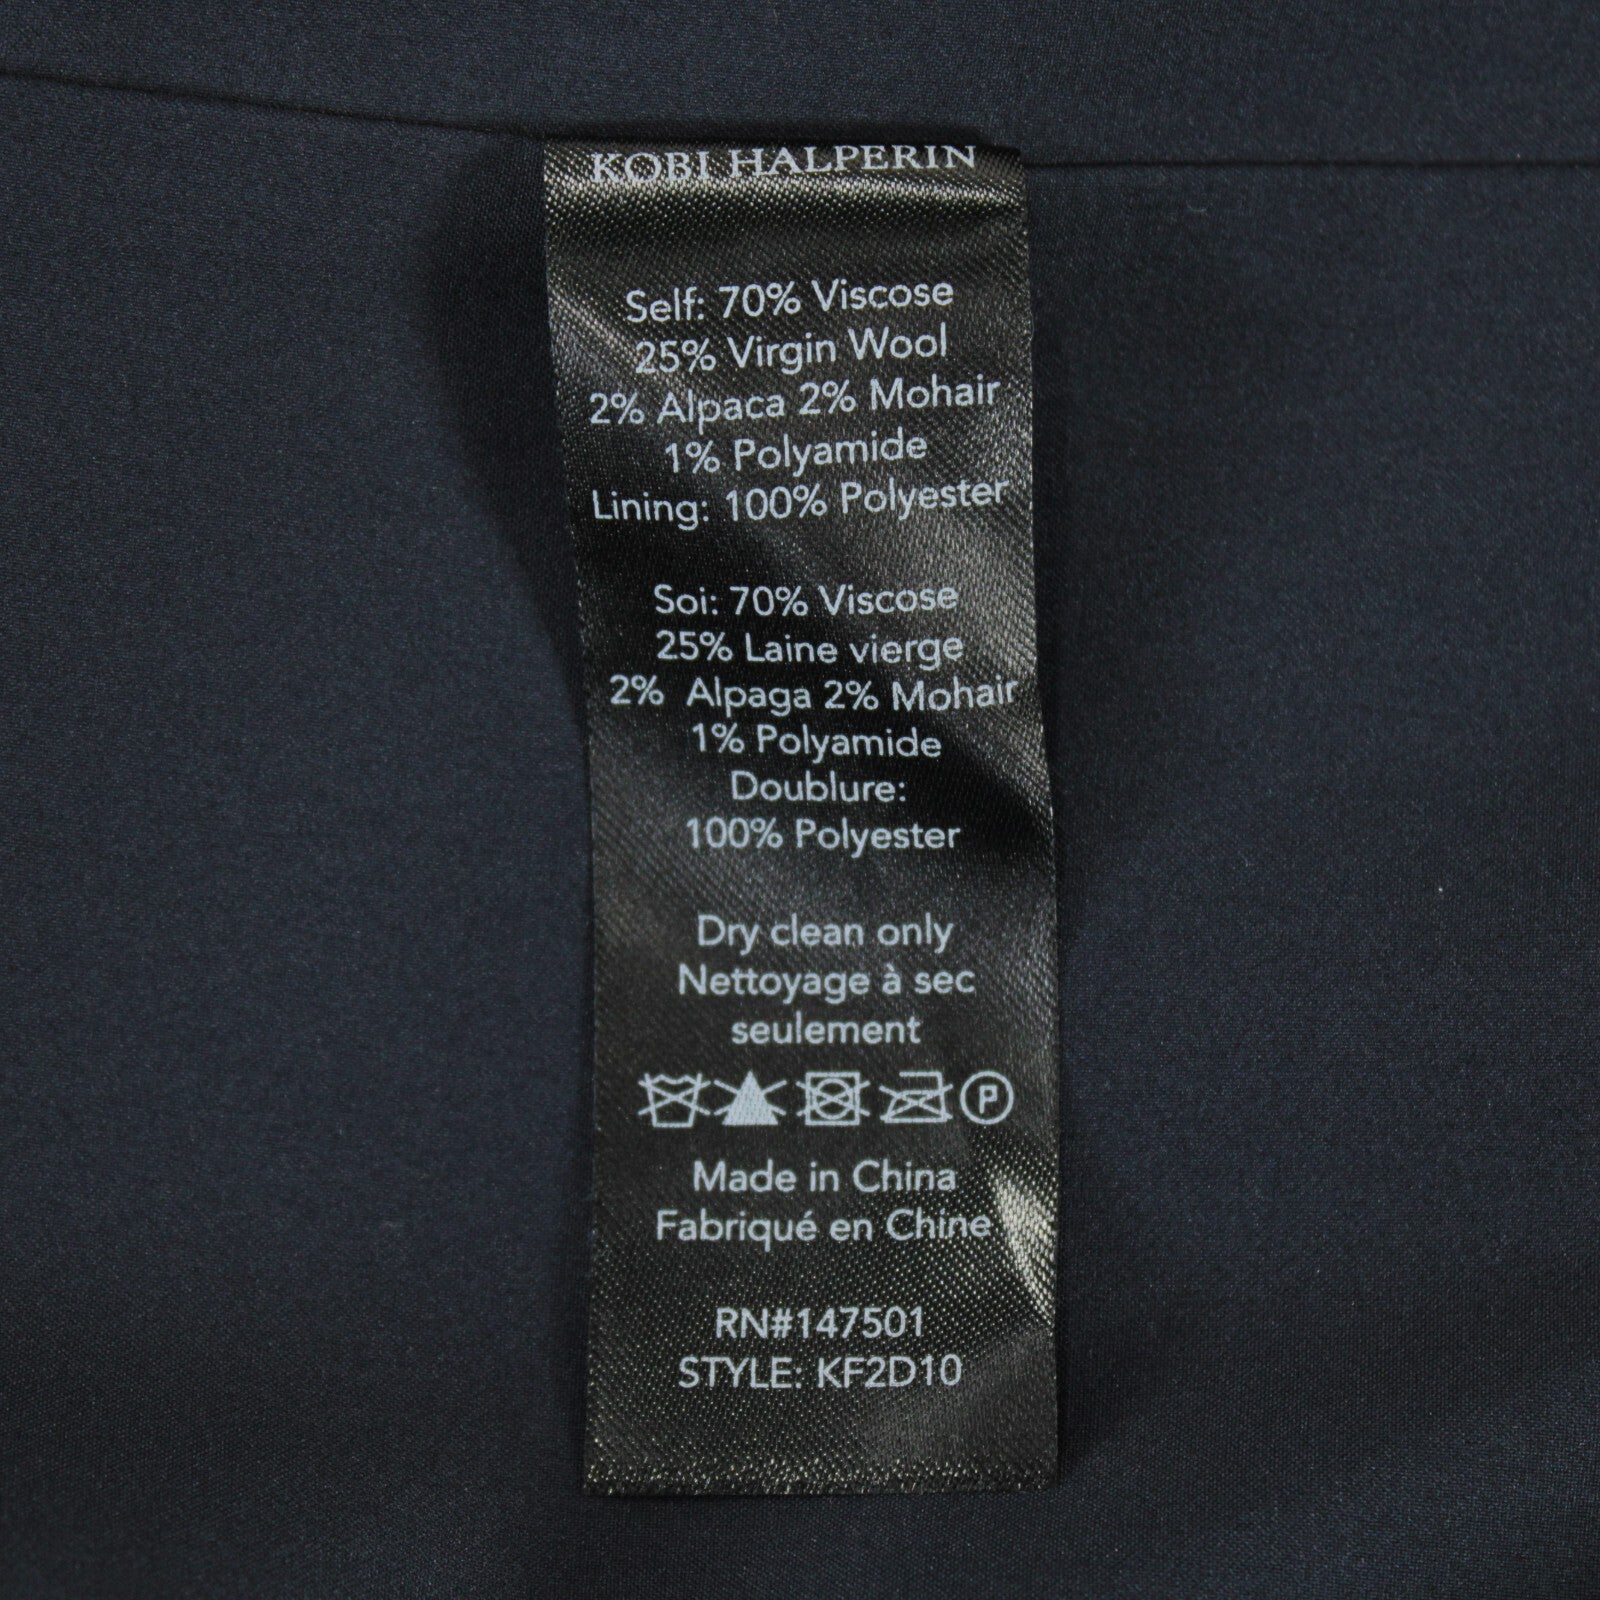 KOBI HALPERIN
Self: 70% Viscose
25% Virgin Wool
2% Alpaca 2% Mohair
1% Polyamide
Lining: 100% Polyester
Soi: 70% Viscose
25% Laine vierge
2% Alpaga 2% Mohair
1% Polyamide
Doublure:
100% Polyester
Dry clean only
Nettoyage à sec
seulement
P
Made in China
Fabriqué en Chine
RN#147501
STYLE: KF2D10